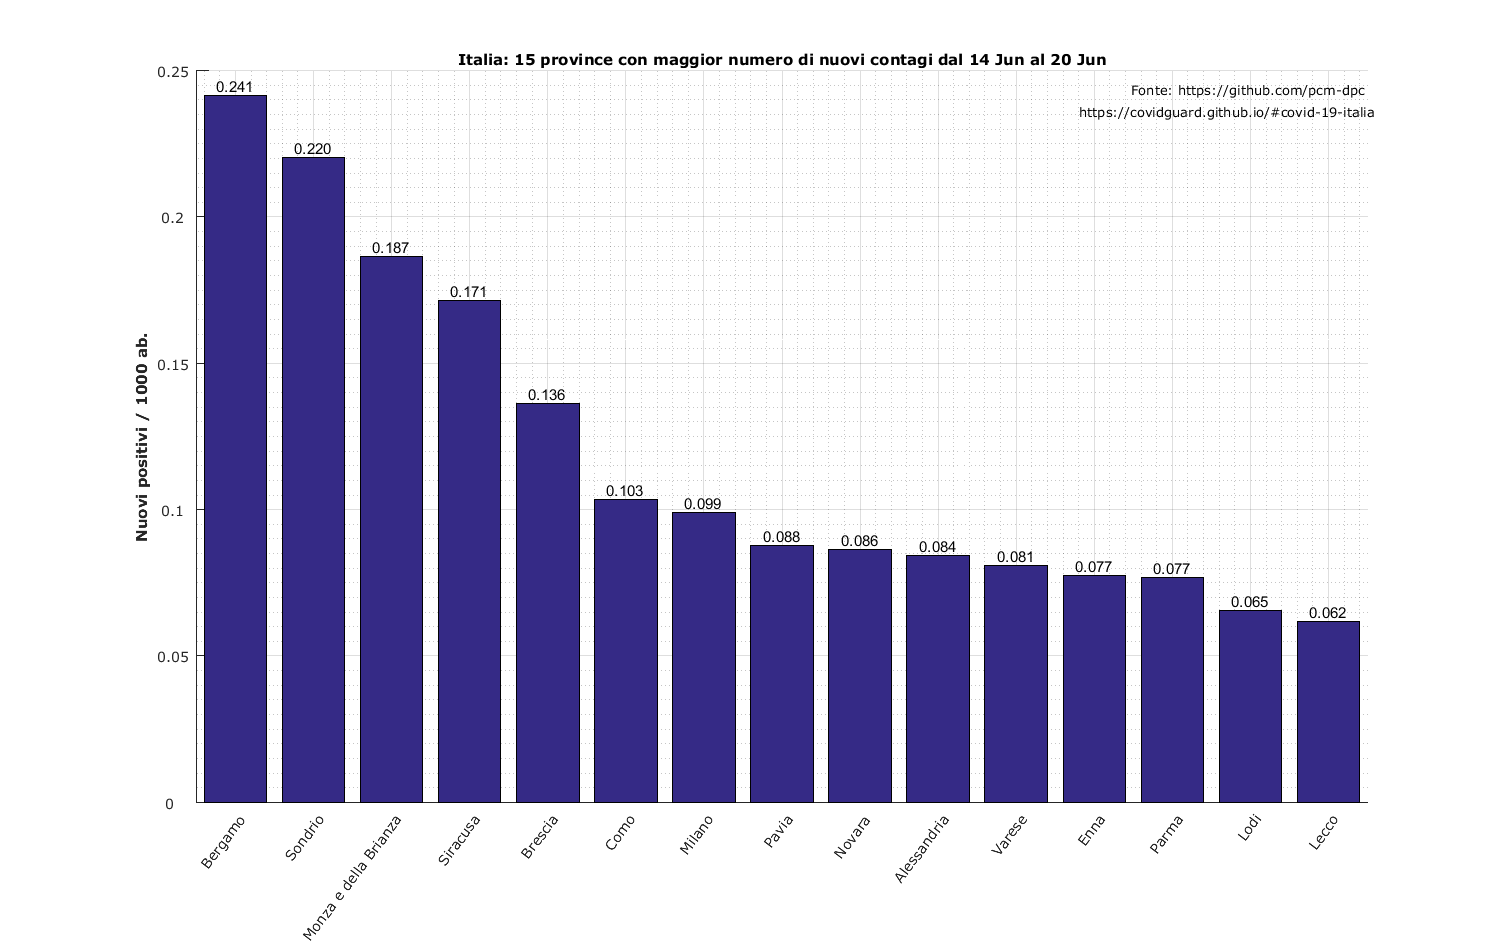 Italia: 15 province con maggior numero di nuovi contagi dal 14 Jun al 20 Jun
Fonte: https://github.com/pcm-dpc
https://covidguard.github.io/#covid-19-italia
Nuovi positivi / 1000 ab.
0.25
0.2
0.15
0.1
0.05
0
0.241
0.220
0.187
0.171
0.136
0.103
0.099
0.088
0.086
0.084
0.081
0.077
0.077
0.065
0.062
Bergamo
Sondrio
Monza e della Brianza
Siracusa
Brescia
Como
Milano
Pavia
Novara
Alessandria
Varese
Enna
Parma
Lodi
Lecco